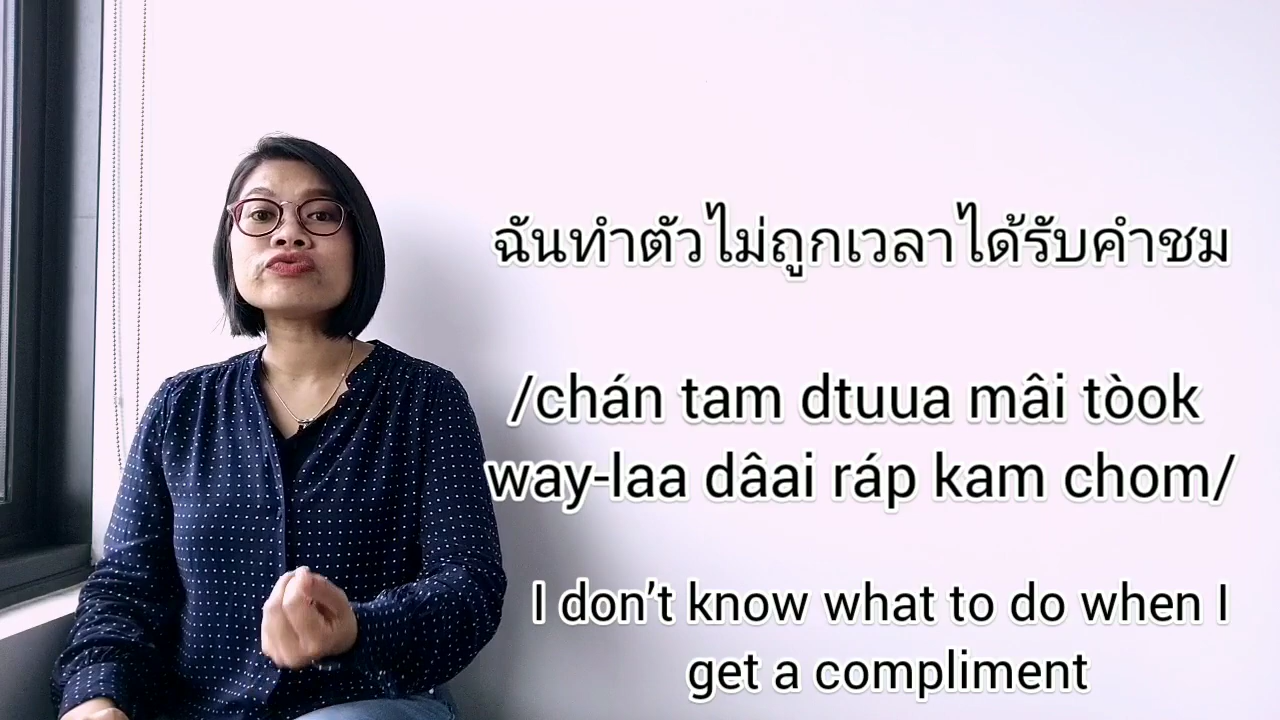 ฉันทำตัวไม่ถูกเวลาได้รับคำชม
/chán tam dtuua mâi tòok
way-laa dâai ráp kam chom/
I don't know what to do when I
get a compliment